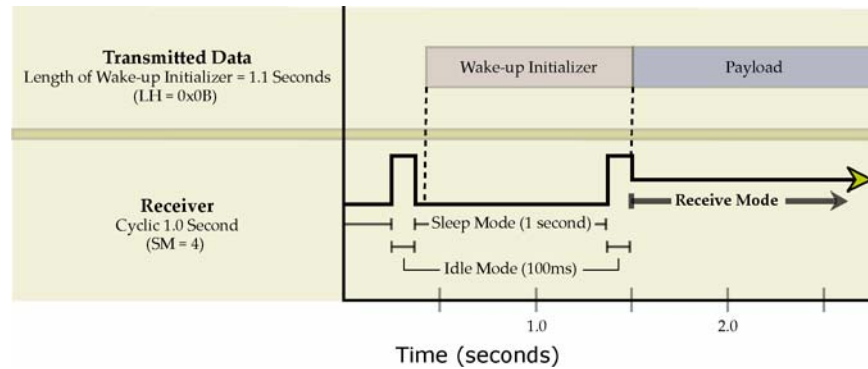 Transmitted Data
Length of Wake-up Initializer = 1.1 Seconds
(LH = 0x0B)
Wake-up Initializer
Payload
Receiver
Cyclic 1.0 Second
(SM = 4)
Receive Mode
Sleep Mode (1 second)
Idle Mode (100ms)
1.0
2.0
Time (seconds)